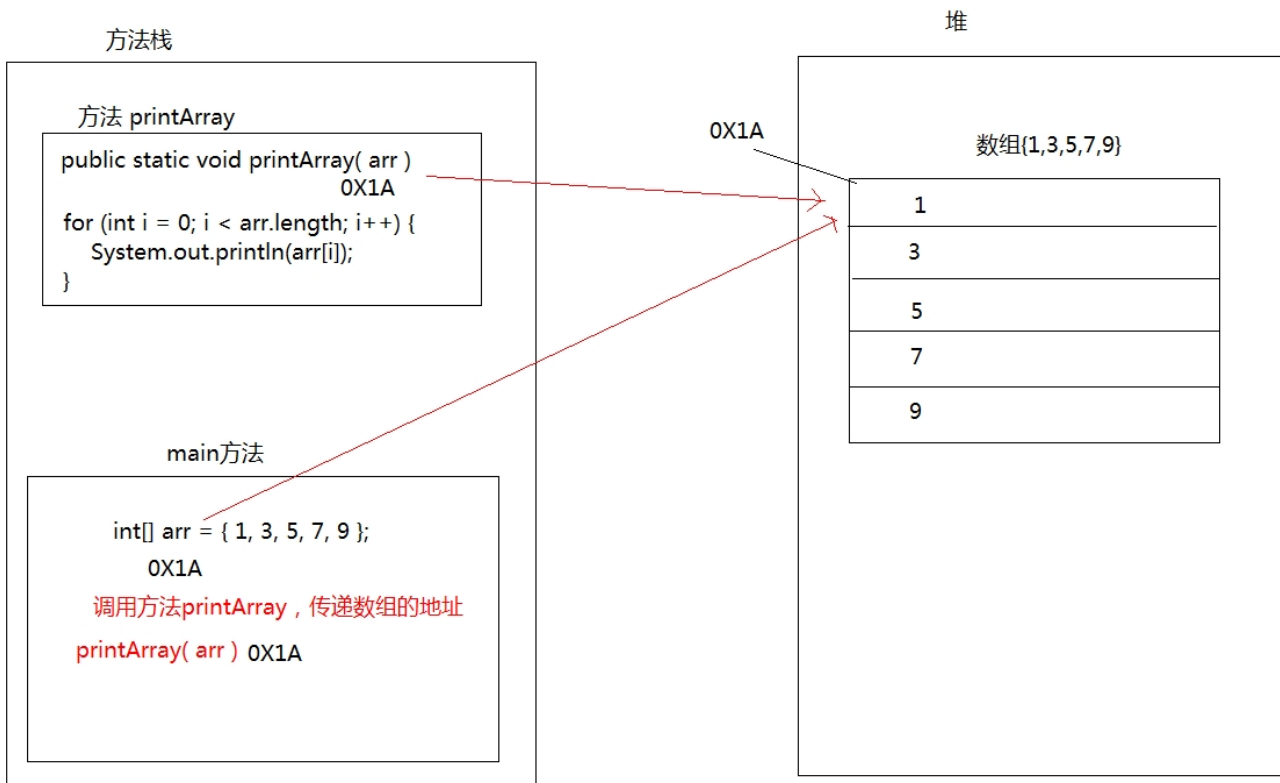 方法栈
方法 printArray
public static void printArray( arr )
0X1A
for (int i = 0; i < arr.length; i++) {
System.out.println(arr[i]);
}
main方法
int[] arr = { 1, 3, 5, 7, 9 };
0X1A
调用方法printArray，传递数组的地址
printArray( arr ) 0X1A
堆
0X1A
数组{1,3,5,7,9}
1
3
5
7
9